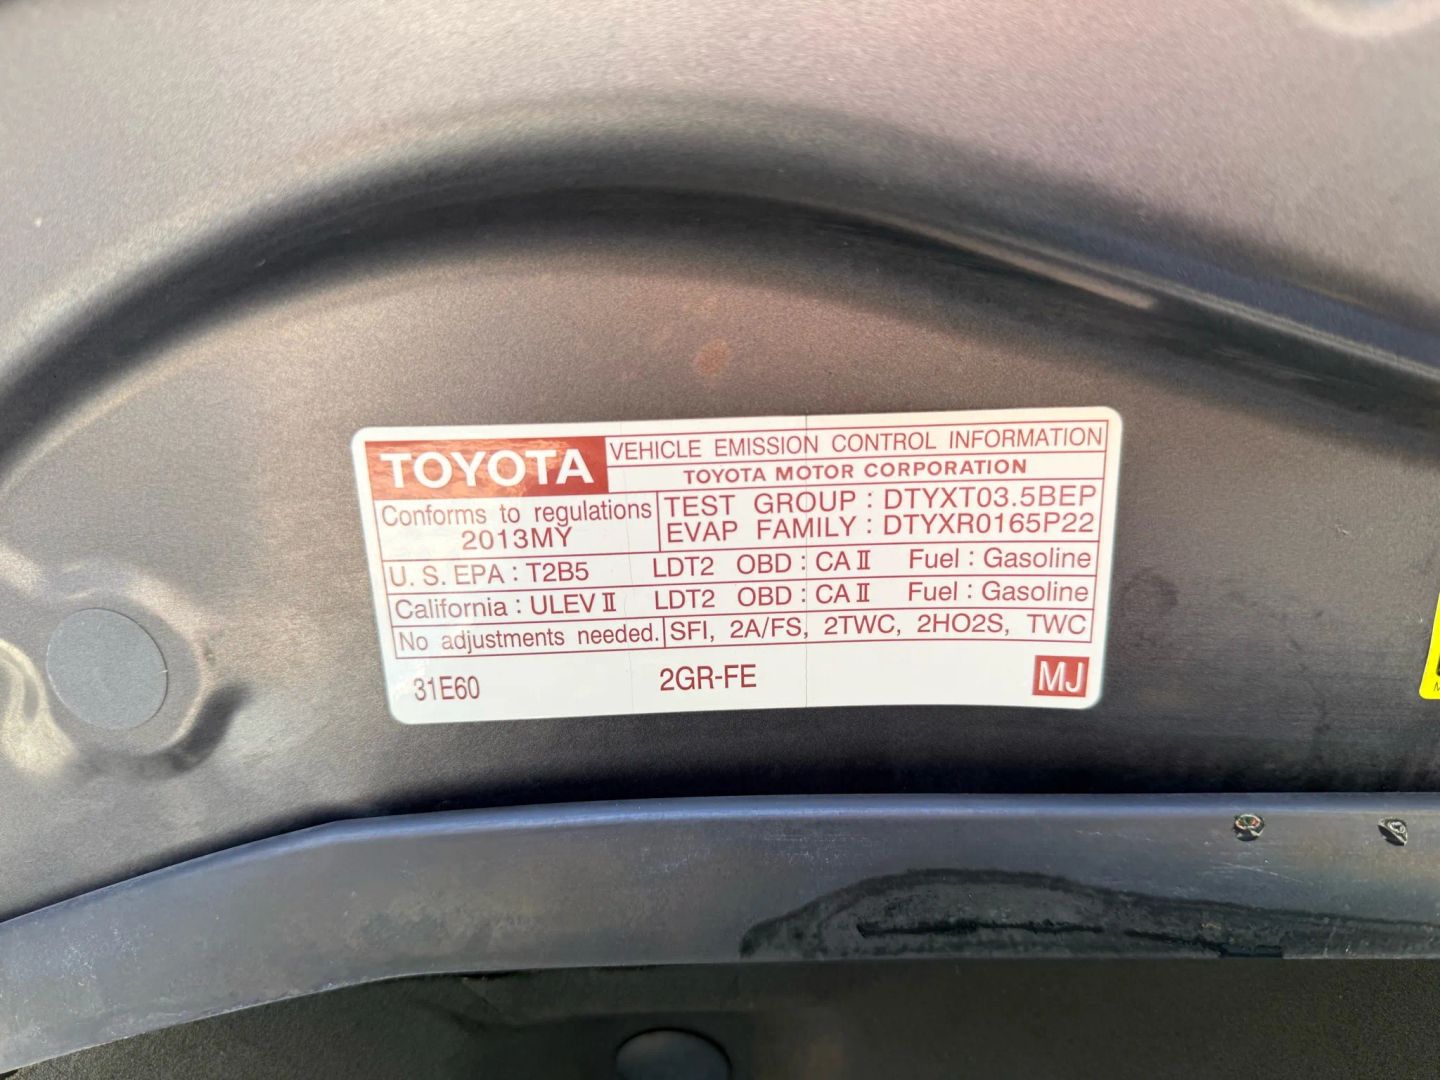 TOYOTA
VEHICLE EMISSION CONTROL INFORMATION
TOYOTA MOTOR CORPORATION
Conforms to regulations
2013MY
TEST GROUP : DTYXT03.5BEP
EVAP FAMILY : DTYXR0165P22
U. S. EPA : T2B5 LDT2 OBD : CA Ⅱ Fuel : Gasoline
California : ULEV Ⅱ LDT2 OBD : CA Ⅱ Fuel : Gasoline
No adjustments needed. SFI, 2A/FS, 2TWC, 2HO2S, TWC
31E60 2GR-FE MJ